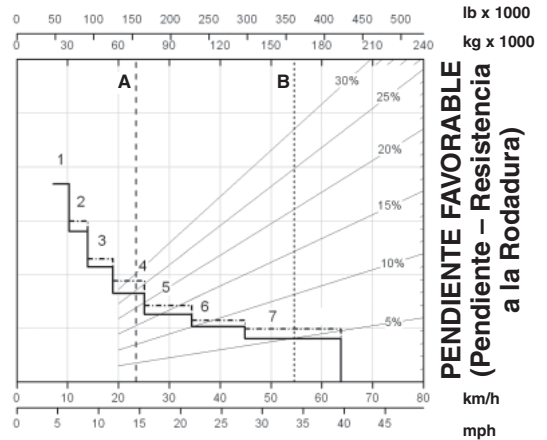 0 50 100 150 200 250 300 350 400 450 500 lb x 1000
0 30 60 90 120 150 180 210 240 kg x 1000
A B
30%
25%
20%
15%
10%
5%
1
2
3
4
5
6
7
PENDIENTE FAVORABLE
(Pendiente – Resistencia
a la Rodadura)
0 10 20 30 40 50 60 70 80 km/h
0 5 10 15 20 25 30 35 40 45 mph